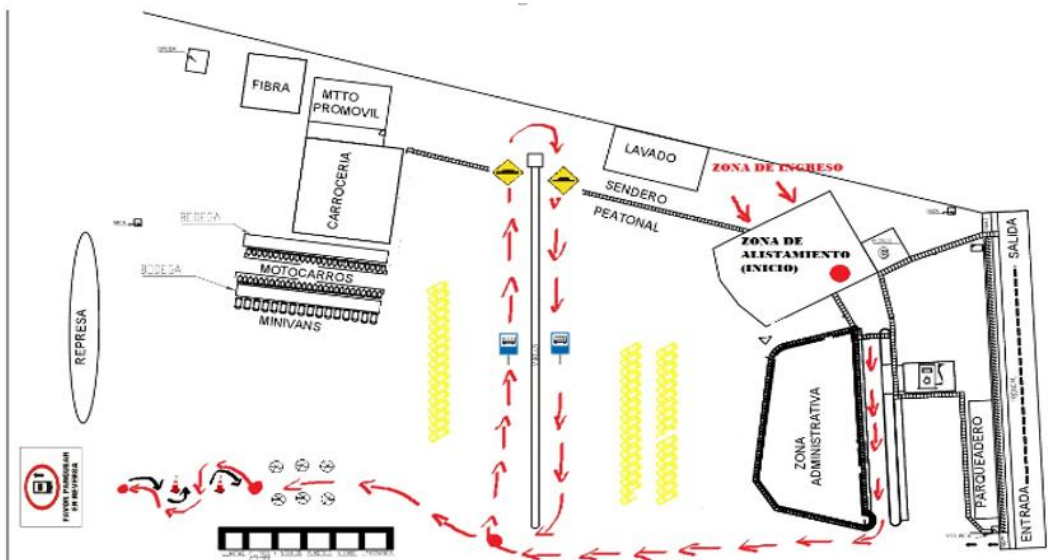 FIBRA
MTTO
PROMOVIL
CARROCERIA
BODEGA
MOTOCARROS
BODEGA
MINIVANS
REPRESA
FAVOR PARQUEAR
EN REVERSA
LAVADO
SENDERO
PEATONAL
ZONA DE INGRESO
ZONA DE
ALISTAMIENTO
(INICIO)
ZONA
ADMINISTRATIVA
PARQUEADERO
SALIDA
ENTRADA